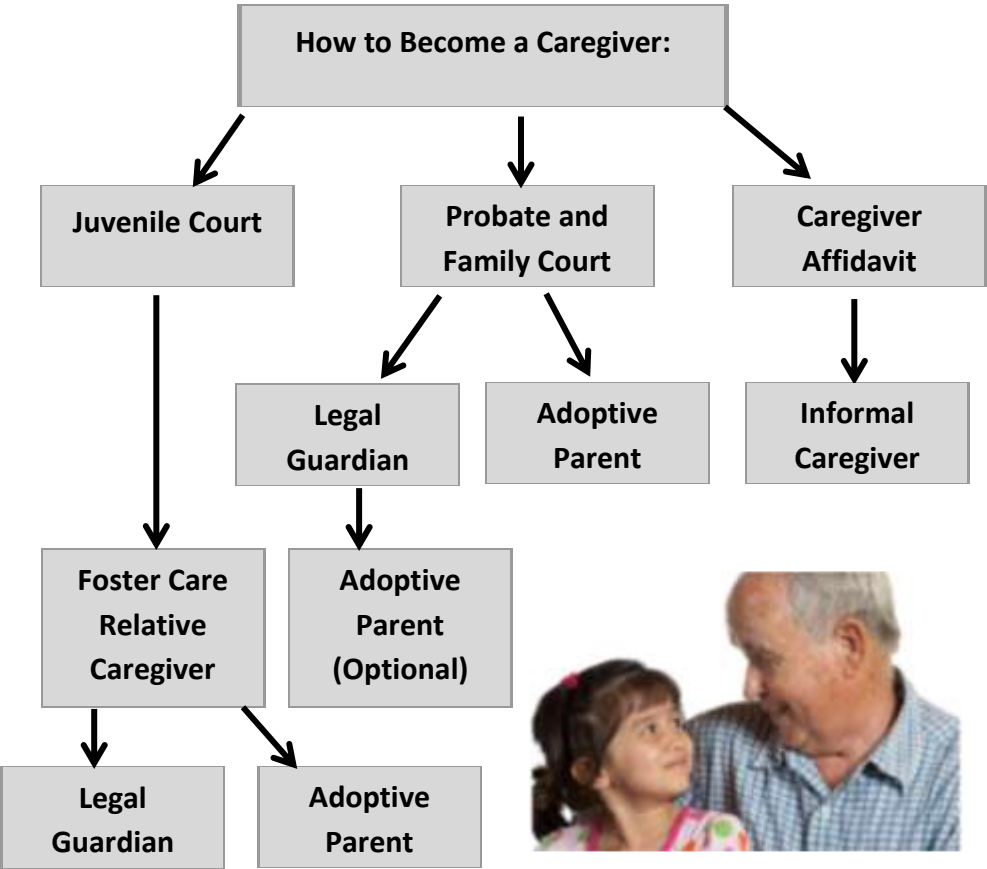 How to Become a Caregiver:
Juvenile Court
Probate and
Family Court
Caregiver
Affidavit
Legal
Guardian
Adoptive
Parent
Informal
Caregiver
Foster Care
Relative
Caregiver
Adoptive
Parent
(Optional)
Legal
Guardian
Adoptive
Parent